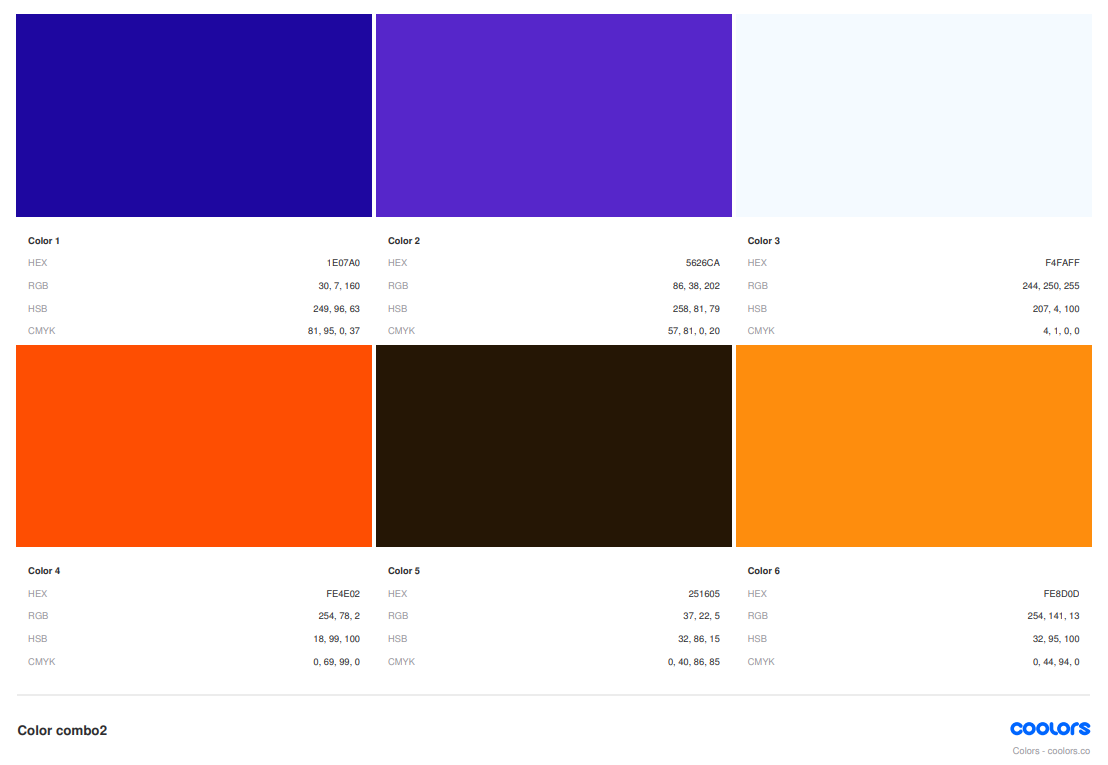 Color 1
HEX 1E07A0
RGB 30, 7, 160
HSB 249, 96, 63
CMYK 81, 95, 0, 37
Color 2
HEX 5626CA
RGB 86, 38, 202
HSB 258, 81, 79
CMYK 57, 81, 0, 20
Color 3
HEX F4FAFF
RGB 244, 250, 255
HSB 207, 4, 100
CMYK 4, 1, 0, 0
Color 4
HEX FE4E02
RGB 254, 78, 2
HSB 18, 99, 100
CMYK 0, 69, 99, 0
Color 5
HEX 251605
RGB 37, 22, 5
HSB 32, 86, 15
CMYK 0, 40, 86, 85
Color 6
HEX FE8D0D
RGB 254, 141, 13
HSB 32, 95, 100
CMYK 0, 44, 94, 0
Color combo2
coolors
Colors - coolors.co